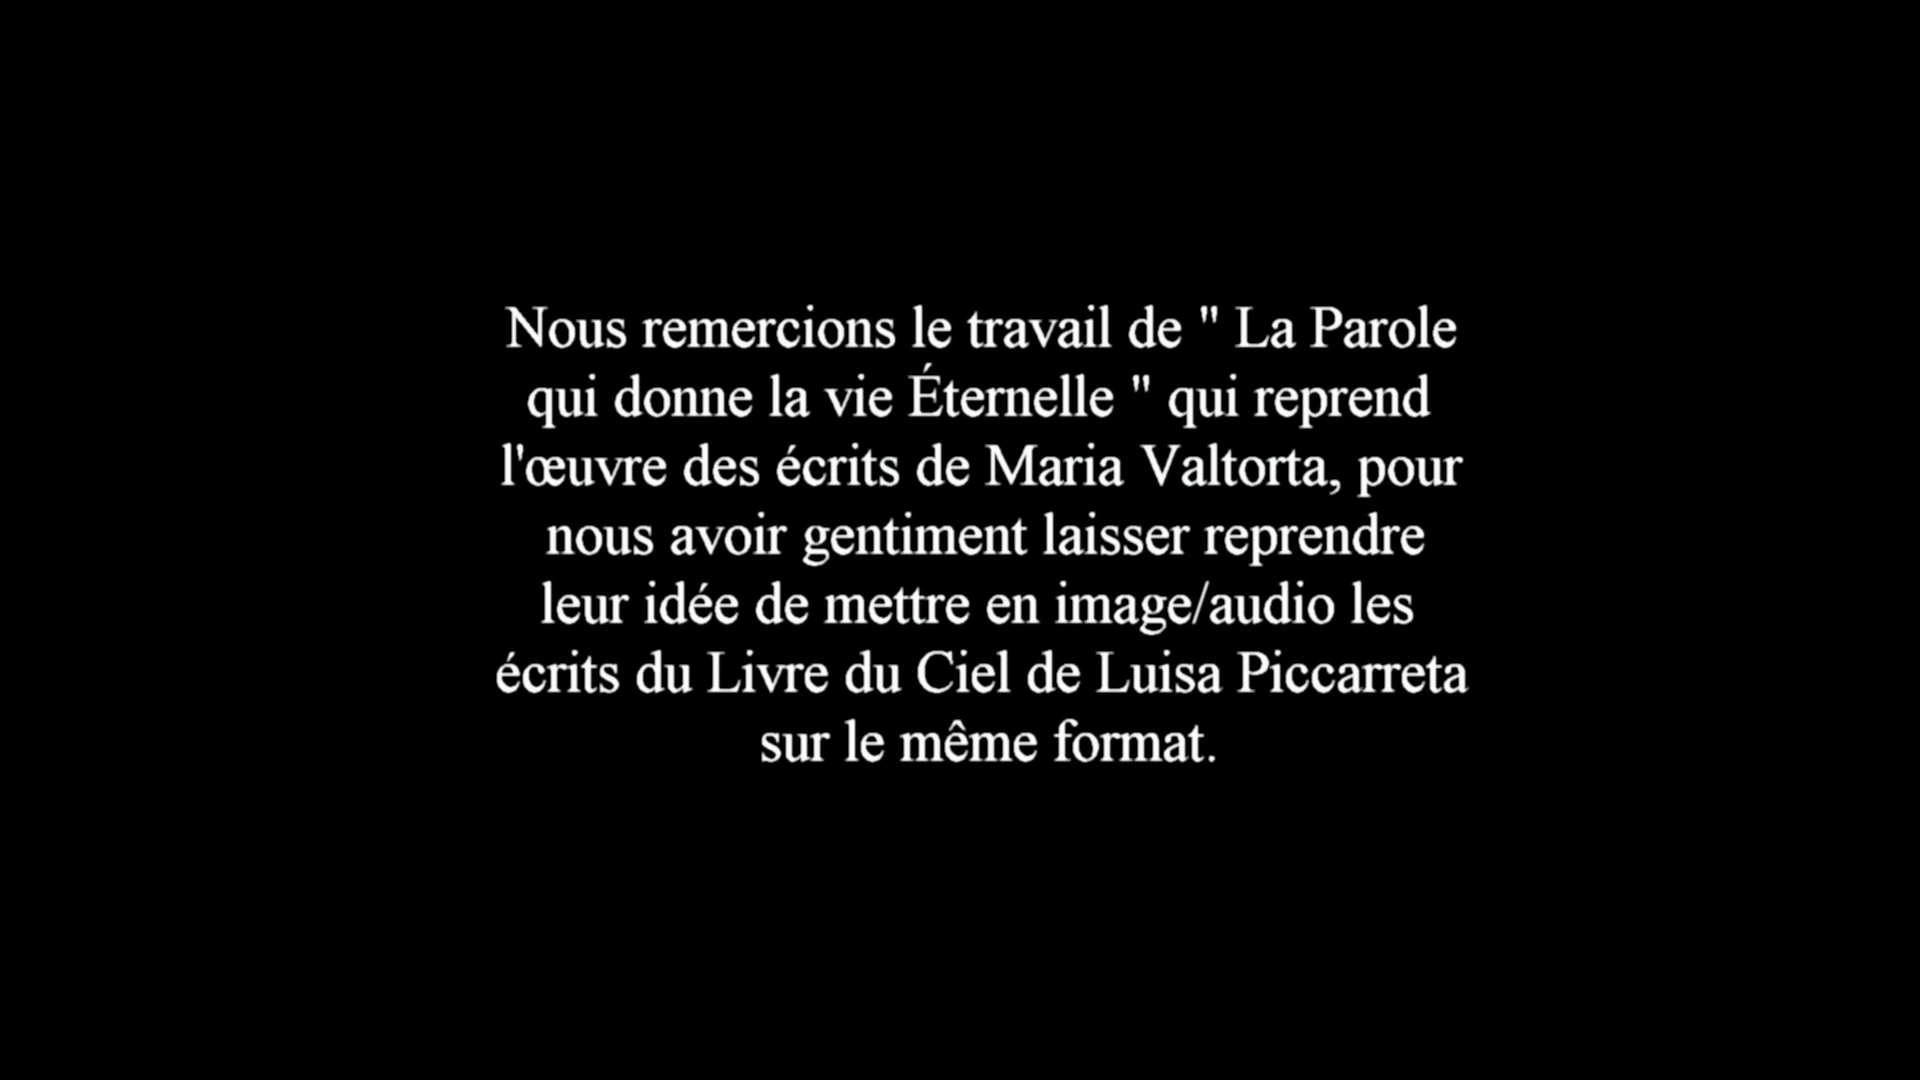 Nous remercions le travail de " La Parole
qui donne la vie Éternelle " qui reprend
l'œuvre des écrits de Maria Valtorta, pour
nous avoir gentiment laisser reprendre
leur idée de mettre en image/audio les
écrits du Livre du Ciel de Luisa Piccarreta
sur le même format.